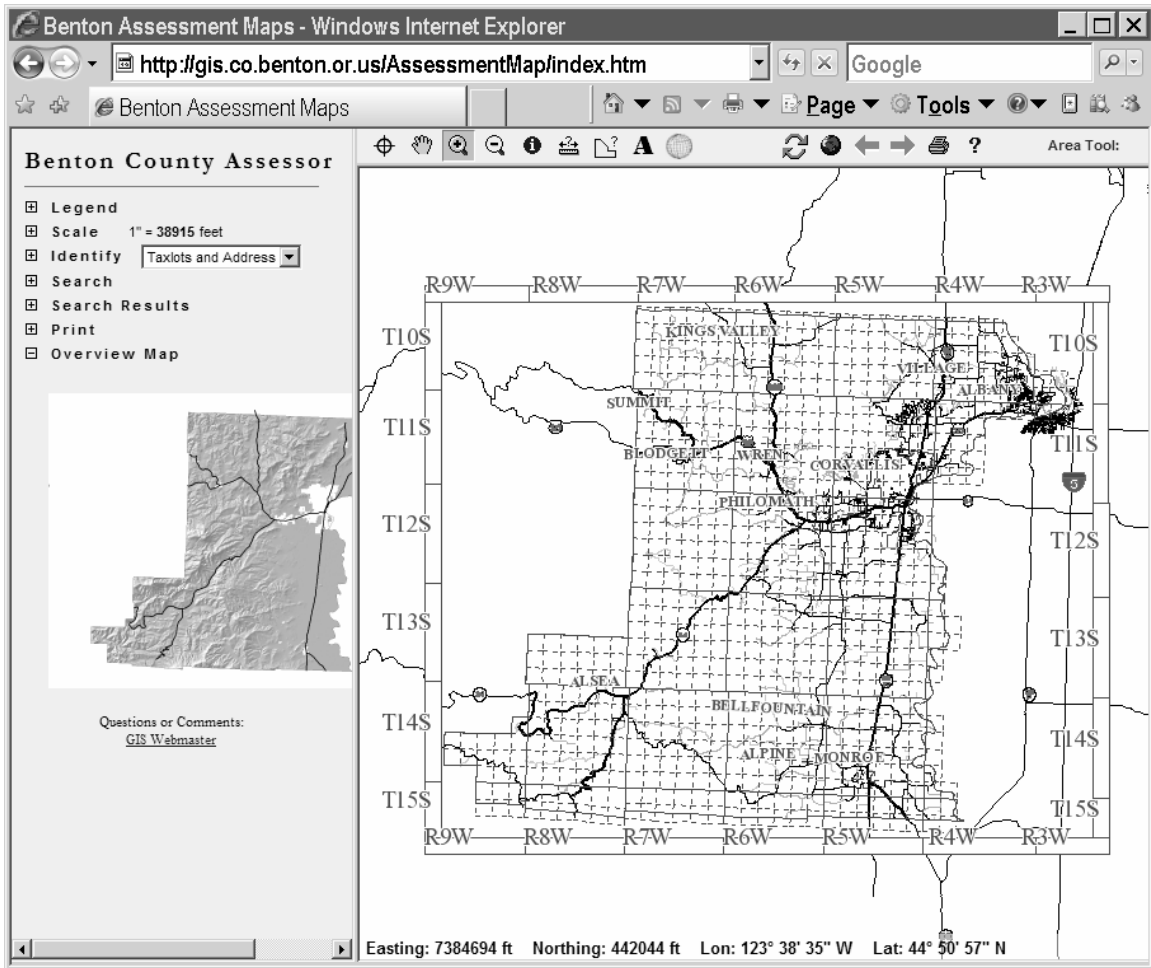 Benton Assessment Maps - Windows Internet Explorer
http://gis.co.benton.or.us/AssessmentMap/index.htm
Google
Benton Assessment Maps
Page
Tools
Benton County Assessor
Legend
Scale 1" = 38915 feet
Identify Taxlots and Address
Search
Search Results
Print
Overview Map
Questions or Comments:
GIS Webmaster
A
?
Area Tool:
R9W R8W R7W R6W R5W R4W R3W
T10S KINGS VALLEY T10S
VILLAGE
ALBANY
SUMMIT
T11S T11S
BLODGETT WREN CORVALLIS
5
PHILOMATH
T12S T12S
T13S T13S
ALSEA
BELLFOUNTAIN
T14S T14S
ALPINE MONROE
T15S T15S
R9W R8W R7W R6W R5W R4W R3W
Easting: 7384694 ft Northing: 442044 ft Lon: 123° 38' 35" W Lat: 44° 50' 57" N